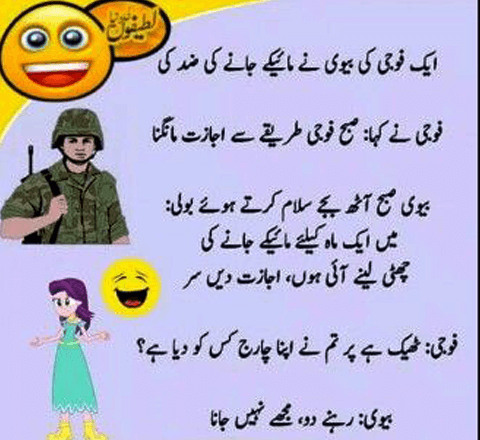 لطیفوں کی دنیا
ایک فوجی کی بیوی نے مائیکے جانے کی ضد کی
فوجی نے کہا: صبح فوجی طریقے سے اجازت مانگنا
بیوی صبح آٹھ بجے سلام کرتے ہوئے بولی:
میں ایک ماہ کیلئے مائیکے جانے کی
چھٹی لینے آئی ہوں، اجازت دیں سر
فوجی: ٹھیک ہے پر تم نے اپنا چارج کس کو دیا ہے؟
بیوی: رہنے دو، مجھے نہیں جانا